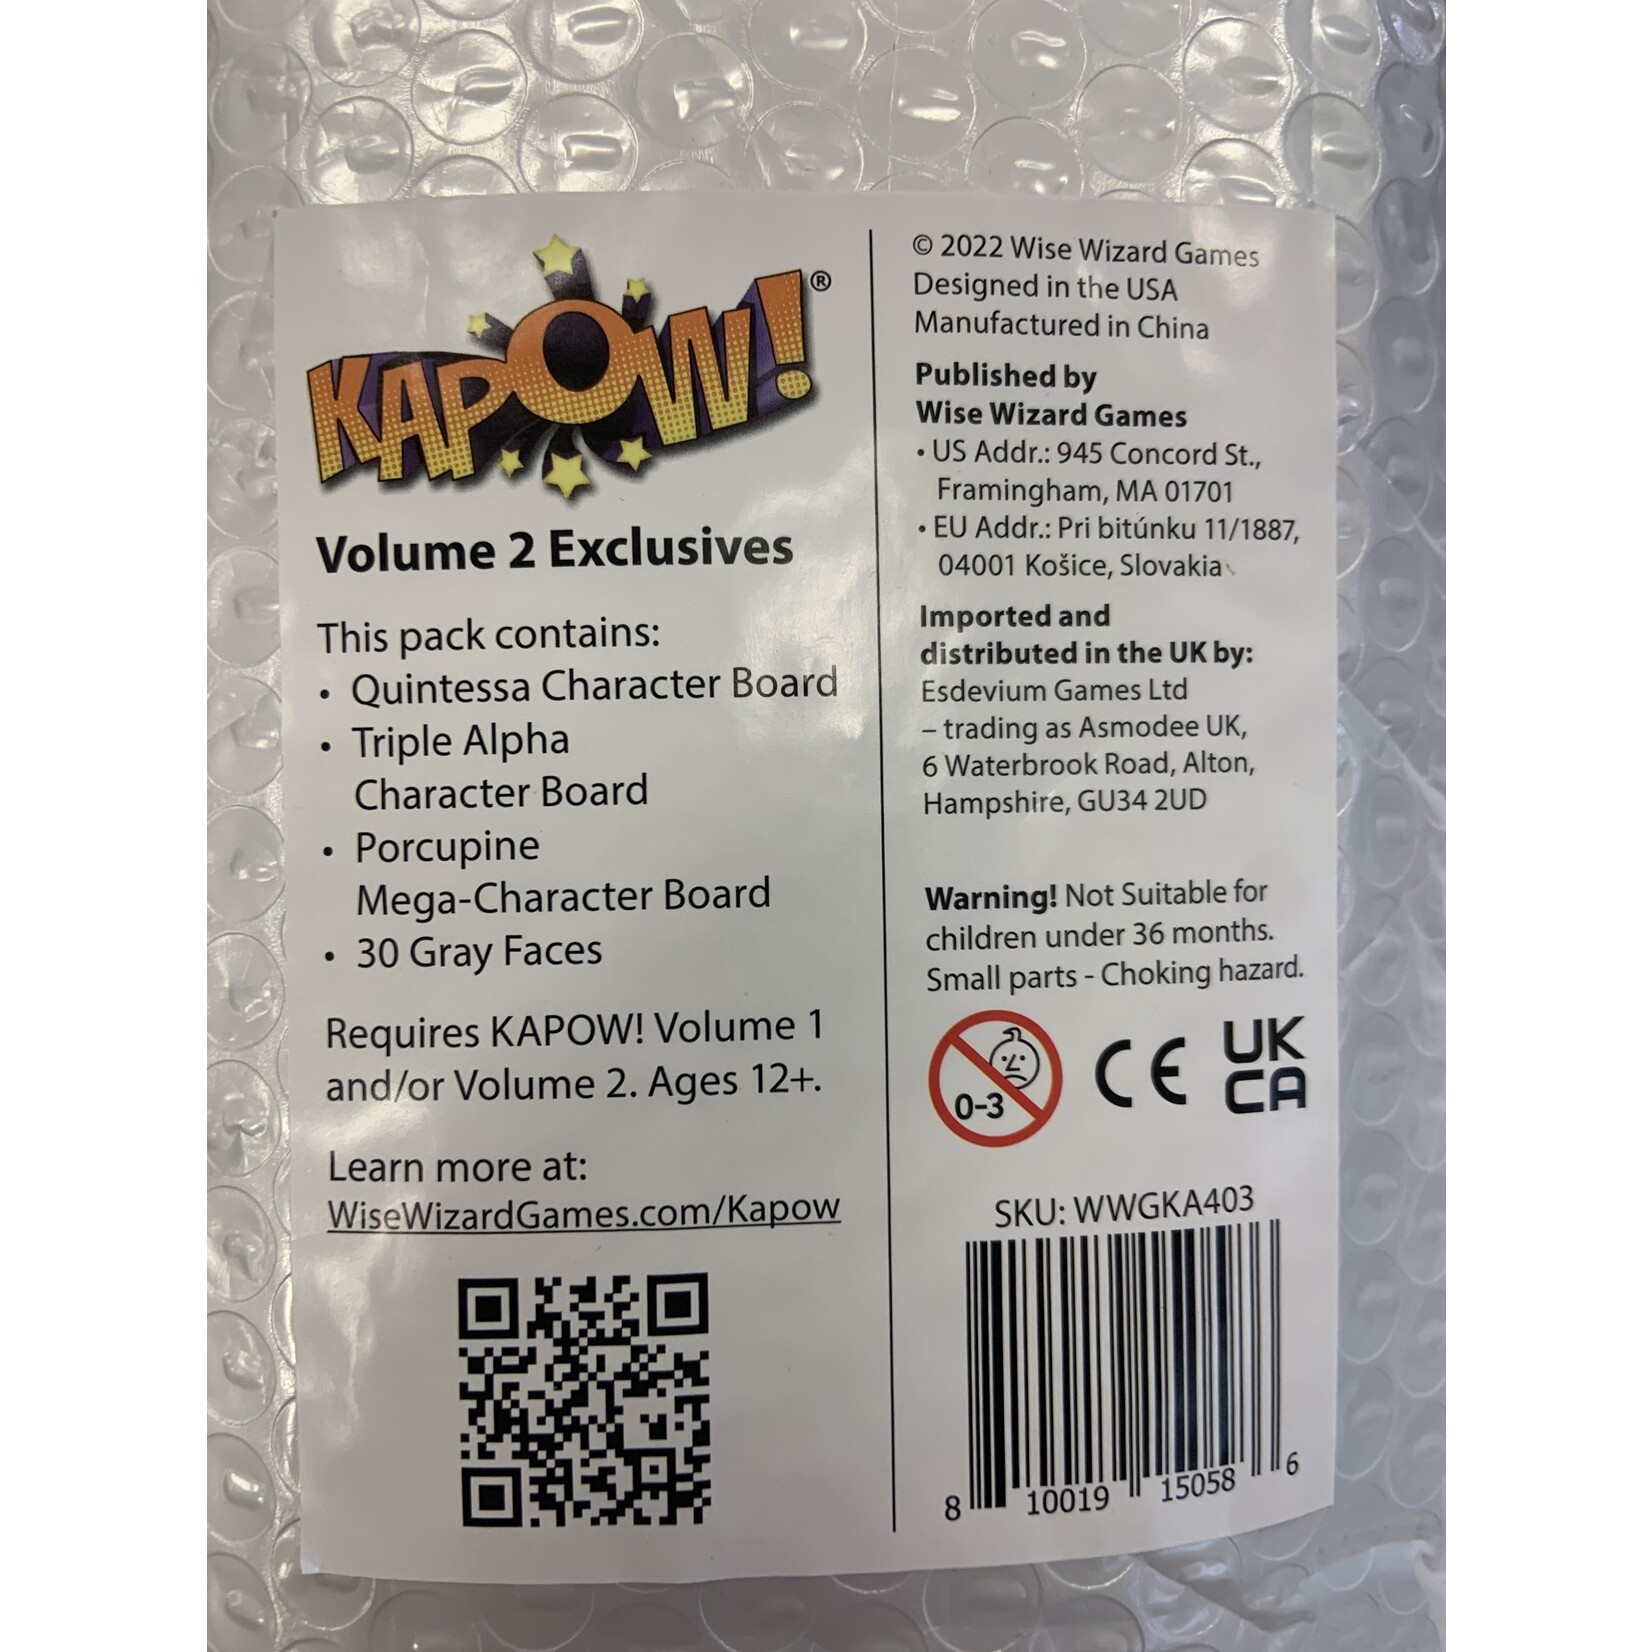 KAPOW!®
Volume 2 Exclusives
This pack contains:
• Quintessa Character Board
• Triple Alpha
Character Board
• Porcupine
Mega-Character Board
• 30 Gray Faces
Requires KAPOW! Volume 1
and/or Volume 2. Ages 12+.
Learn more at:
WiseWizardGames.com/Kapow
© 2022 Wise Wizard Games
Designed in the USA
Manufactured in China
Published by
Wise Wizard Games
• US Addr.: 945 Concord St.,
Framingham, MA 01701
• EU Addr.: Pri bitúnku 11/1887,
04001 Košice, Slovakia
Imported and
distributed in the UK by:
Esdevium Games Ltd
– trading as Asmodee UK,
6 Waterbrook Road, Alton,
Hampshire, GU34 2UD
Warning! Not Suitable for
children under 36 months.
Small parts - Choking hazard.
0-3
CE
UK
CA
SKU: WWGKA403
8 10019 15058 6